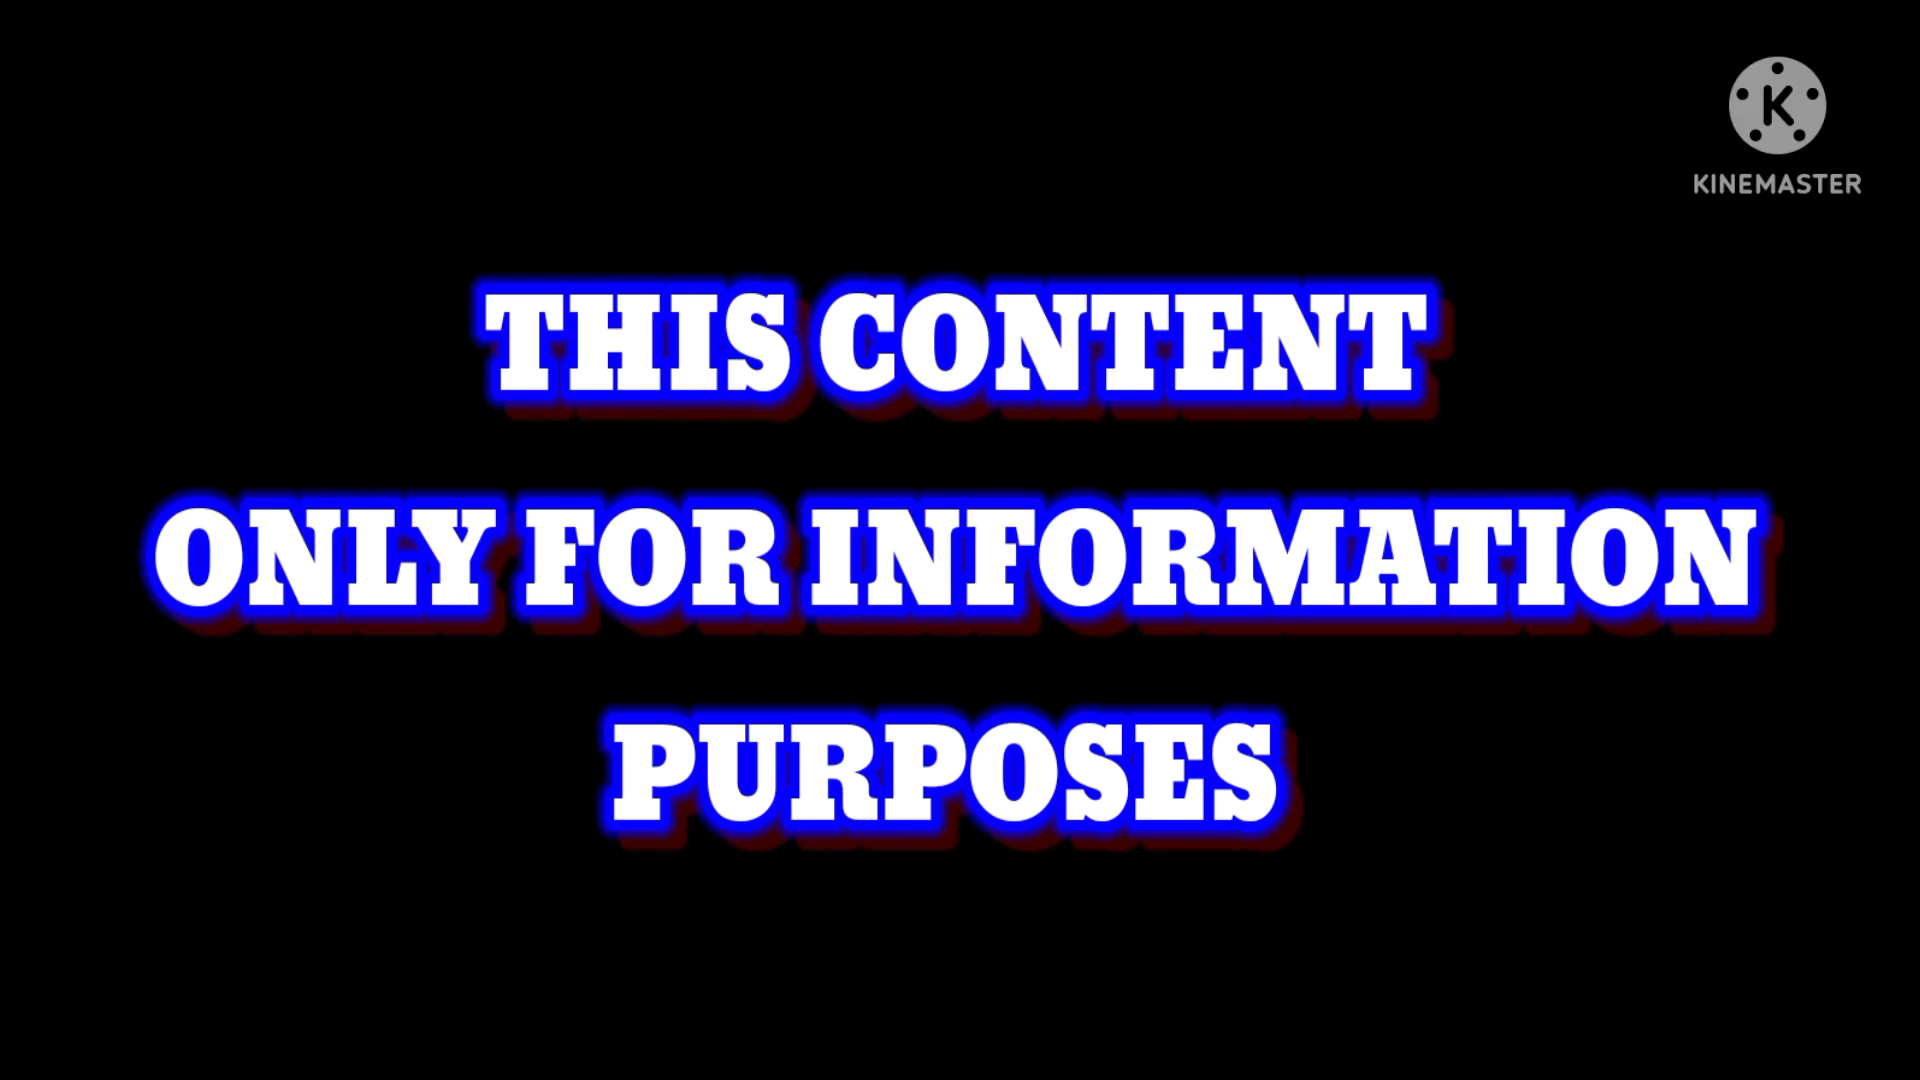 K
KINEMASTER
THIS CONTENT
ONLY FOR INFORMATION
PURPOSES